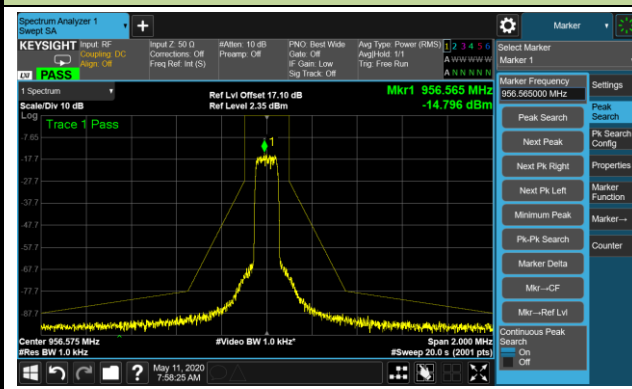 Spectrum Analyzer 1
Swept SA
Marker
KEYSIGHT
Input: RF
Coupling: DC
Align: Off
Input Z: 50 Ω
Corrections: Off
Freq Ref: Int (S)
#Atten: 10 dB
Preamp: Off
PNO: Best Wide
Gate: Off
IF Gain: Low
Sig Track: Off
Avg Type: Power (RMS)
Avg|Hold: 1/1
Trig: Free Run
1 2 3 4 5 6
A W W W W W
A N N N N N
LXI
PASS
Select Marker
Marker 1
1 Spectrum
Scale/Div 10 dB
Ref Lvl Offset 17.10 dB
Ref Level 2.35 dBm
Mkr1 956.565 MHz
-14.796 dBm
Log
Trace 1 Pass
1
-7.65
-17.7
-27.7
-37.7
-47.7
-57.7
-67.7
-77.7
-87.7
Center 956.575 MHz
#Res BW 1.0 kHz
#Video BW 1.0 kHz*
Span 2.000 MHz
#Sweep 20.0 s (2001 pts)
Marker Frequency
956.565000 MHz
Peak Search
Next Peak
Next Pk Right
Next Pk Left
Minimum Peak
Pk-Pk Search
Marker Delta
Mkr→CF
Mkr→Ref Lvl
Continuous Peak
Search
On
Off
Settings
Peak
Search
Pk Search
Config
Properties
Marker
Function
Marker→
Counter
?
May 11, 2020
7:58:25 AM